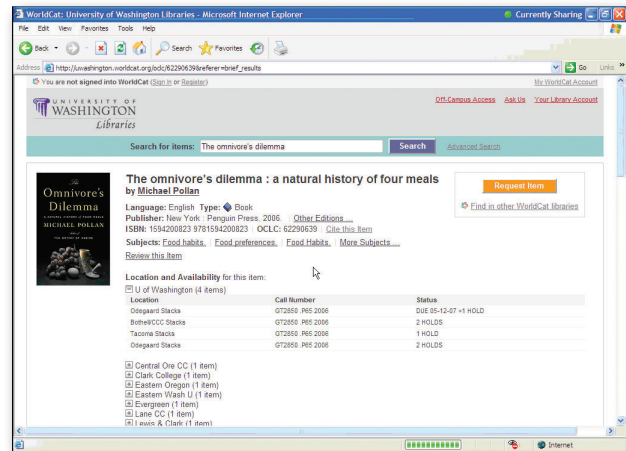 WorldCat: University of Washington Libraries - Microsoft Internet Explorer
Currently Sharing
File Edit View Favorites Tools Help
Back Search Favorites
Address http://uwashington.worldcat.org/odc/62290639&referer=brief_results Go Links »
You are not signed into WorldCat (Sign in or Register) My WorldCat Account
UNIVERSITY OF
WASHINGTON
Libraries
Off-Campus Access Ask Us Your Library Account
Search for items: The omnivore's dilemma Search Advanced Search
The
Omnivore's
Dilemma
A NATURAL HISTORY OF FOUR MEALS
MICHAEL POLLAN
The omnivore's dilemma : a natural history of four meals
by Michael Pollan
Language: English Type: Book
Publisher: New York : Penguin Press, 2006. | Other Editions ...
ISBN: 1594200823 9781594200823 | OCLC: 62290639 | Cite this Item
Subjects: Food habits. | Food preferences. | Food Habits. | More Subjects ...
Review this Item
Request Item
Find in other WorldCat libraries
Location and Availability for this item:
U of Washington (4 items)
Location Call Number Status
Odegaard Stacks GT2850 .P65 2006 DUE 05-12-07 +1 HOLD
Bothell/CCC Stacks GT2850 .P65 2006 2 HOLDS
Tacoma Stacks GT2850 .P65 2006 1 HOLD
Odegaard Stacks GT2850 .P65 2006 2 HOLDS
Central Ore CC (1 item)
Clark College (1 item)
Eastern Oregon (1 item)
Eastern Wash U (1 item)
Evergreen (1 item)
Lane CC (1 item)
Lewis & Clark (1 item)
Internet